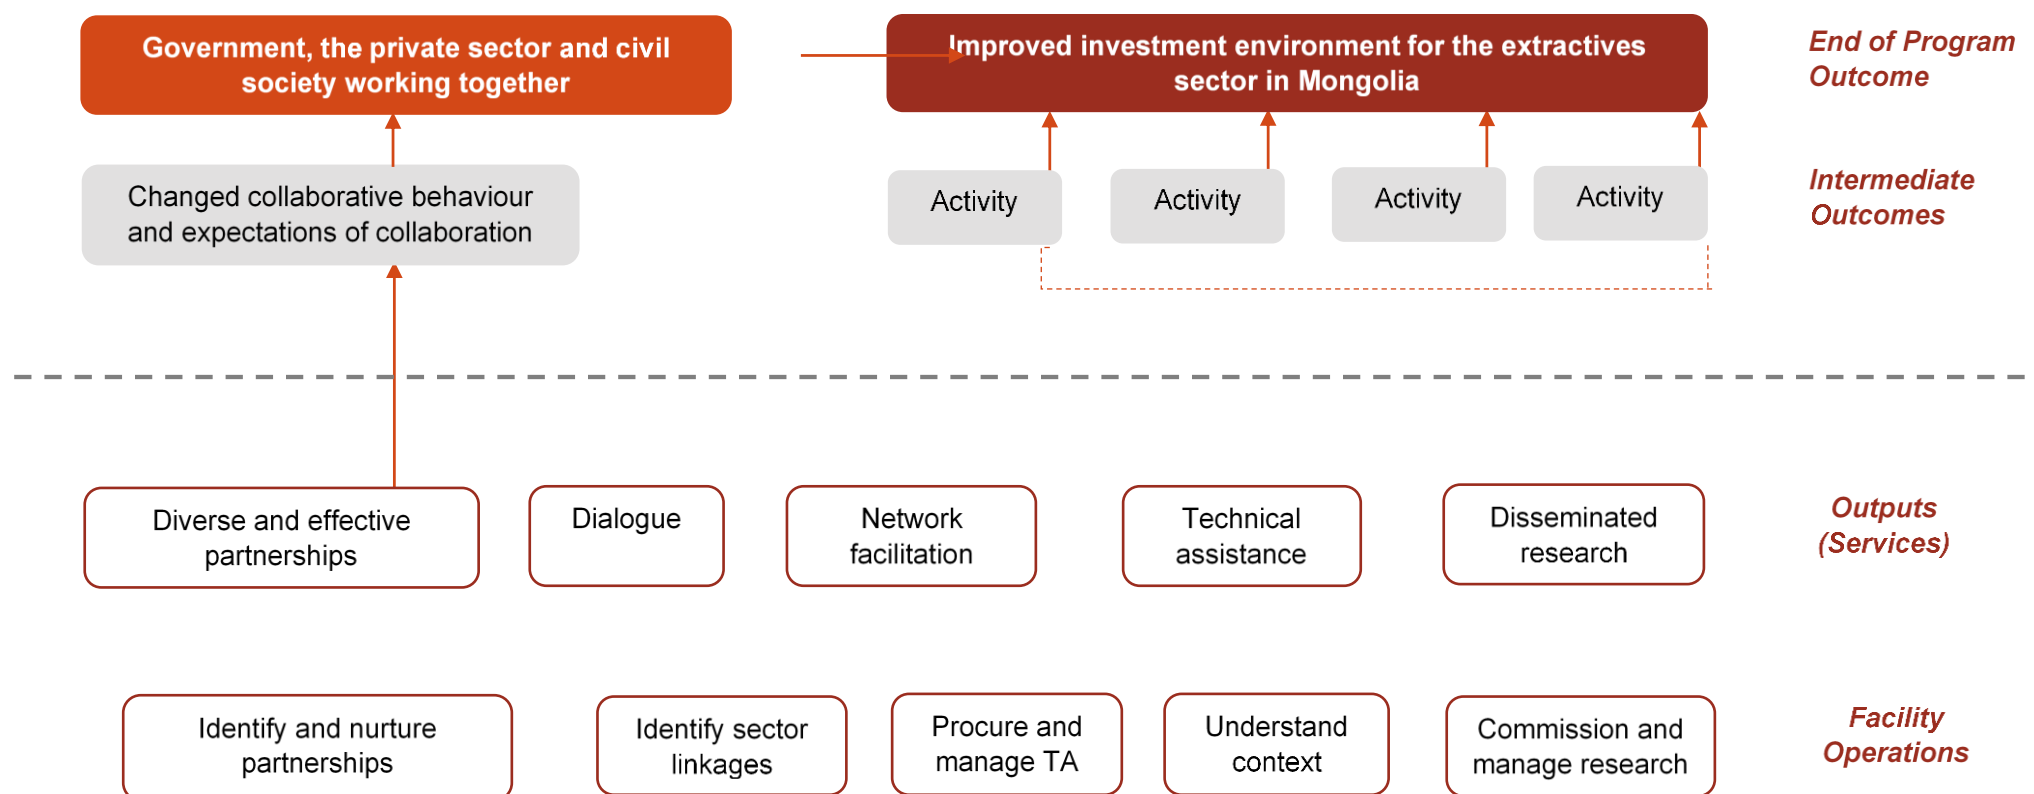 Government, the private sector and civil
society working together
Improved investment environment for the extractives
sector in Mongolia
End of Program
Outcome
Changed collaborative behaviour
and expectations of collaboration
Activity
Activity
Activity
Activity
Intermediate
Outcomes
Diverse and effective
partnerships
Dialogue
Network
facilitation
Technical
assistance
Disseminated
research
Outputs
(Services)
Identify and nurture
partnerships
Identify sector
linkages
Procure and
manage TA
Understand
context
Commission and
manage research
Facility
Operations